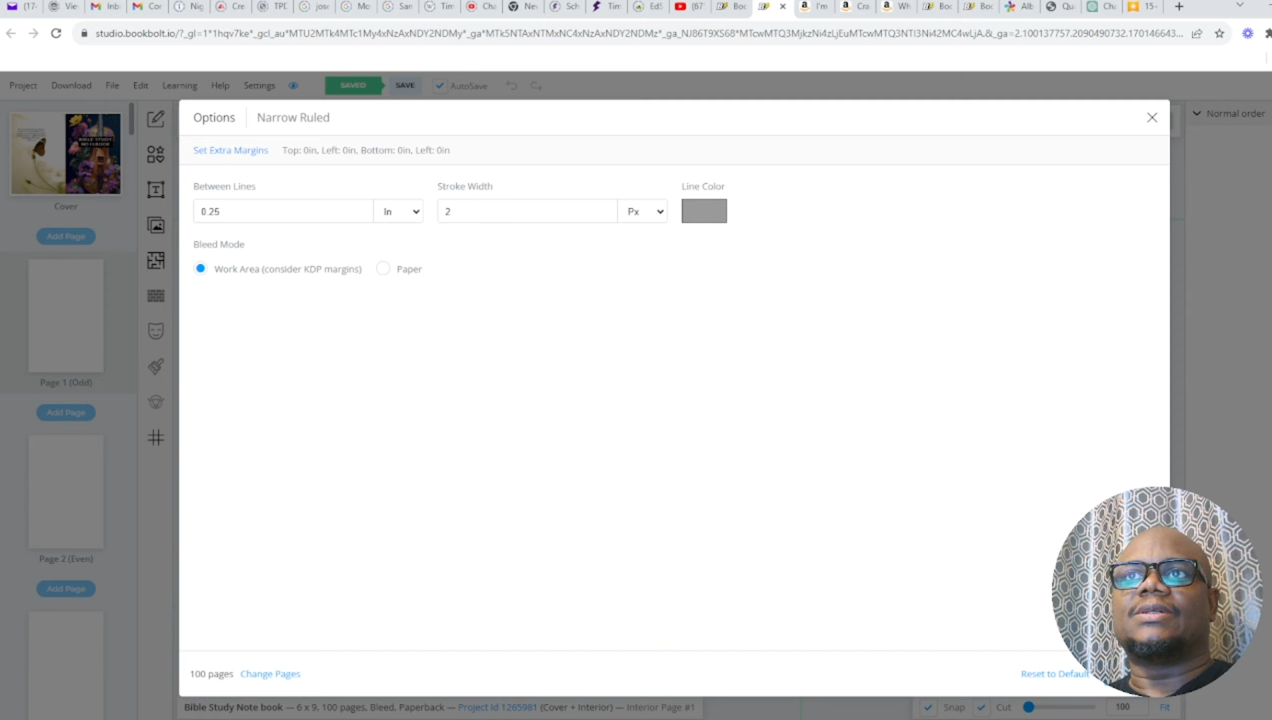 studio.bookbolt.io/?_gl=1*1hqv7ke*_gcl_au*MTU2MTk4MTc1My4xNzAxNDY2NDMy*_ga*MTk5NTAxNTMxNC4xNzAxNDY2NDMz*_ga_NJ86T9XS68*MTcwMTQ3MjkzNi4zLjEuMTcwMTQ3NTI3Ni42MC4wLjA.&_ga=2.100137757.2090490732.170146643...
Project Download File Edit Learning Help Settings SAVED SAVE AutoSave
Options Narrow Ruled
Normal order
Set Extra Margins Top: 0in, Left: 0in, Bottom: 0in, Left: 0in
Between Lines Stroke Width Line Color
0.25 In 2 Px
Cover
Add Page
Bleed Mode
Work Area (consider KDP margins) Paper
Page 1 (Odd)
Add Page
Page 2 (Even)
Add Page
100 pages Change Pages Reset to Default
Bible Study Note book — 6 x 9, 100 pages, Bleed, Paperback — Project Id 1265981 (Cover + Interior) — Interior Page #1
Snap Cut 100 Fit